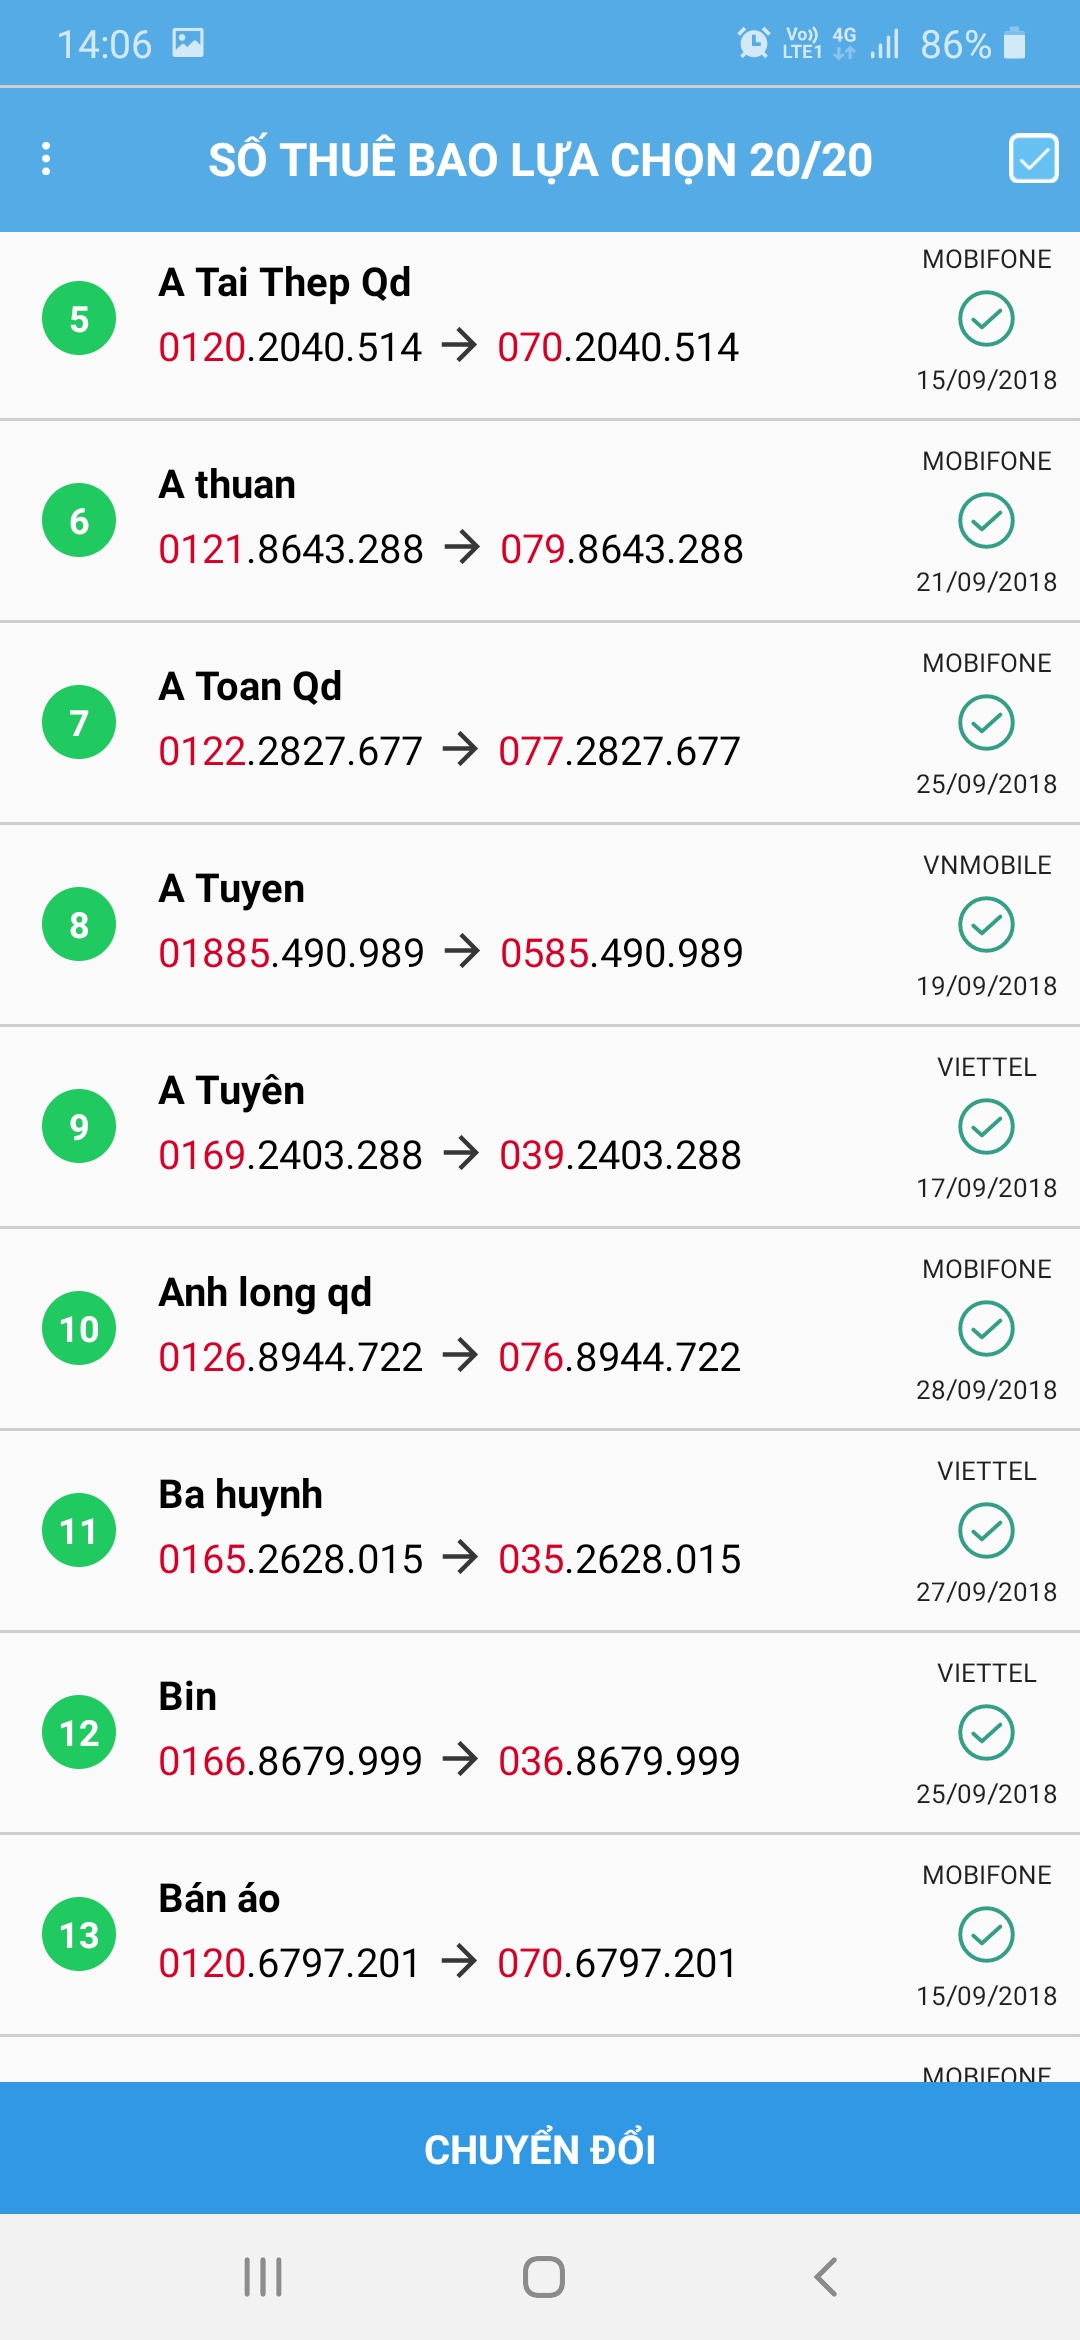 14:06 Vo)) LTE1 4G 86%
SỐ THUÊ BAO LỰA CHỌN 20/20
MOBIFONE
5 A Tai Thep Qd
0120.2040.514 → 070.2040.514
15/09/2018
MOBIFONE
6 A thuan
0121.8643.288 → 079.8643.288
21/09/2018
MOBIFONE
7 A Toan Qd
0122.2827.677 → 077.2827.677
25/09/2018
VNMOBILE
8 A Tuyen
01885.490.989 → 0585.490.989
19/09/2018
VIETTEL
9 A Tuyên
0169.2403.288 → 039.2403.288
17/09/2018
MOBIFONE
10 Anh long qd
0126.8944.722 → 076.8944.722
28/09/2018
VIETTEL
11 Ba huynh
0165.2628.015 → 035.2628.015
27/09/2018
VIETTEL
12 Bin
0166.8679.999 → 036.8679.999
25/09/2018
MOBIFONE
13 Bán áo
0120.6797.201 → 070.6797.201
15/09/2018
MOBIFONE
CHUYỂN ĐỔI